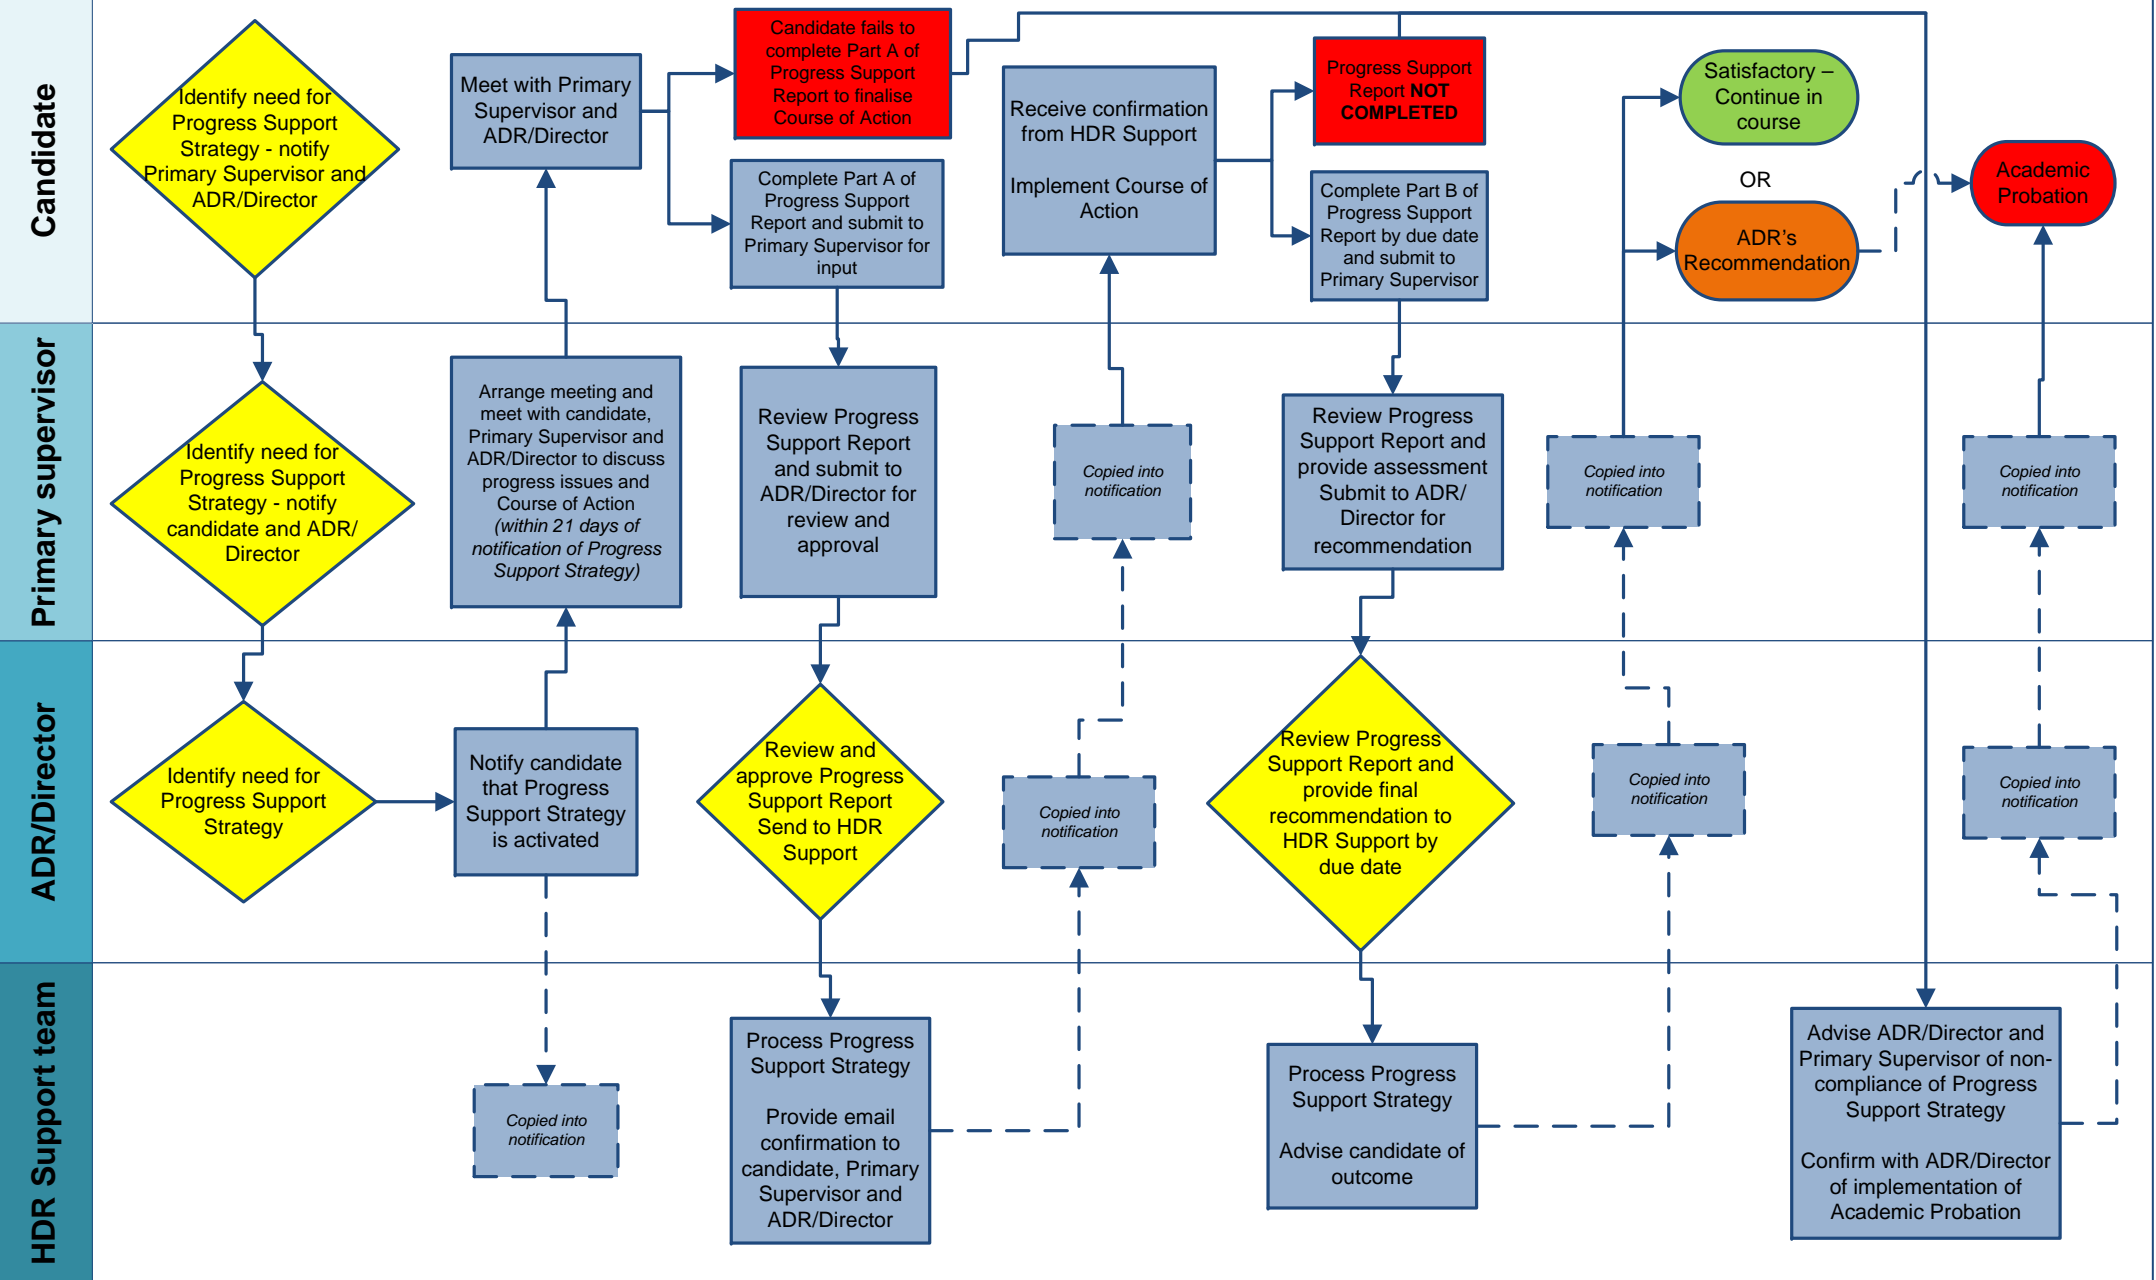 Candidate
Identify need for
Progress Support
Strategy - notify
Primary Supervisor and
ADR/Director
Meet with Primary
Supervisor and
ADR/Director
Candidate fails to
complete Part A of
Progress Support
Report to finalise
Course of Action
Complete Part A of
Progress Support
Report and submit to
Primary Supervisor for
input
Receive confirmation
from HDR Support
Implement Course of
Action
Progress Support
Report NOT
COMPLETED
Complete Part B of
Progress Support
Report by due date
and submit to
Primary Supervisor
Satisfactory –
Continue in
course
OR
ADR's
Recommendation
Academic
Probation
Primary supervisor
Identify need for
Progress Support
Strategy - notify
candidate and ADR/
Director
Arrange meeting and
meet with candidate,
Primary Supervisor and
ADR/Director to discuss
progress issues and
Course of Action
(within 21 days of
notification of Progress
Support Strategy)
Review Progress
Support Report
and submit to
ADR/Director for
review and
approval
Copied into
notification
Review Progress
Support Report and
provide assessment
Submit to ADR/
Director for
recommendation
Copied into
notification
Copied into
notification
ADR/Director
Identify need for
Progress Support
Strategy
Notify candidate
that Progress
Support Strategy
is activated
Review and
approve Progress
Support Report
Send to HDR
Support
Copied into
notification
Review Progress
Support Report and
provide final
recommendation to
HDR Support by
due date
Copied into
notification
Copied into
notification
HDR Support team
Copied into
notification
Process Progress
Support Strategy
Provide email
confirmation to
candidate, Primary
Supervisor and
ADR/Director
Process Progress
Support Strategy
Advise candidate of
outcome
Advise ADR/Director and
Primary Supervisor of non-
compliance of Progress
Support Strategy
Confirm with ADR/Director
of implementation of
Academic Probation